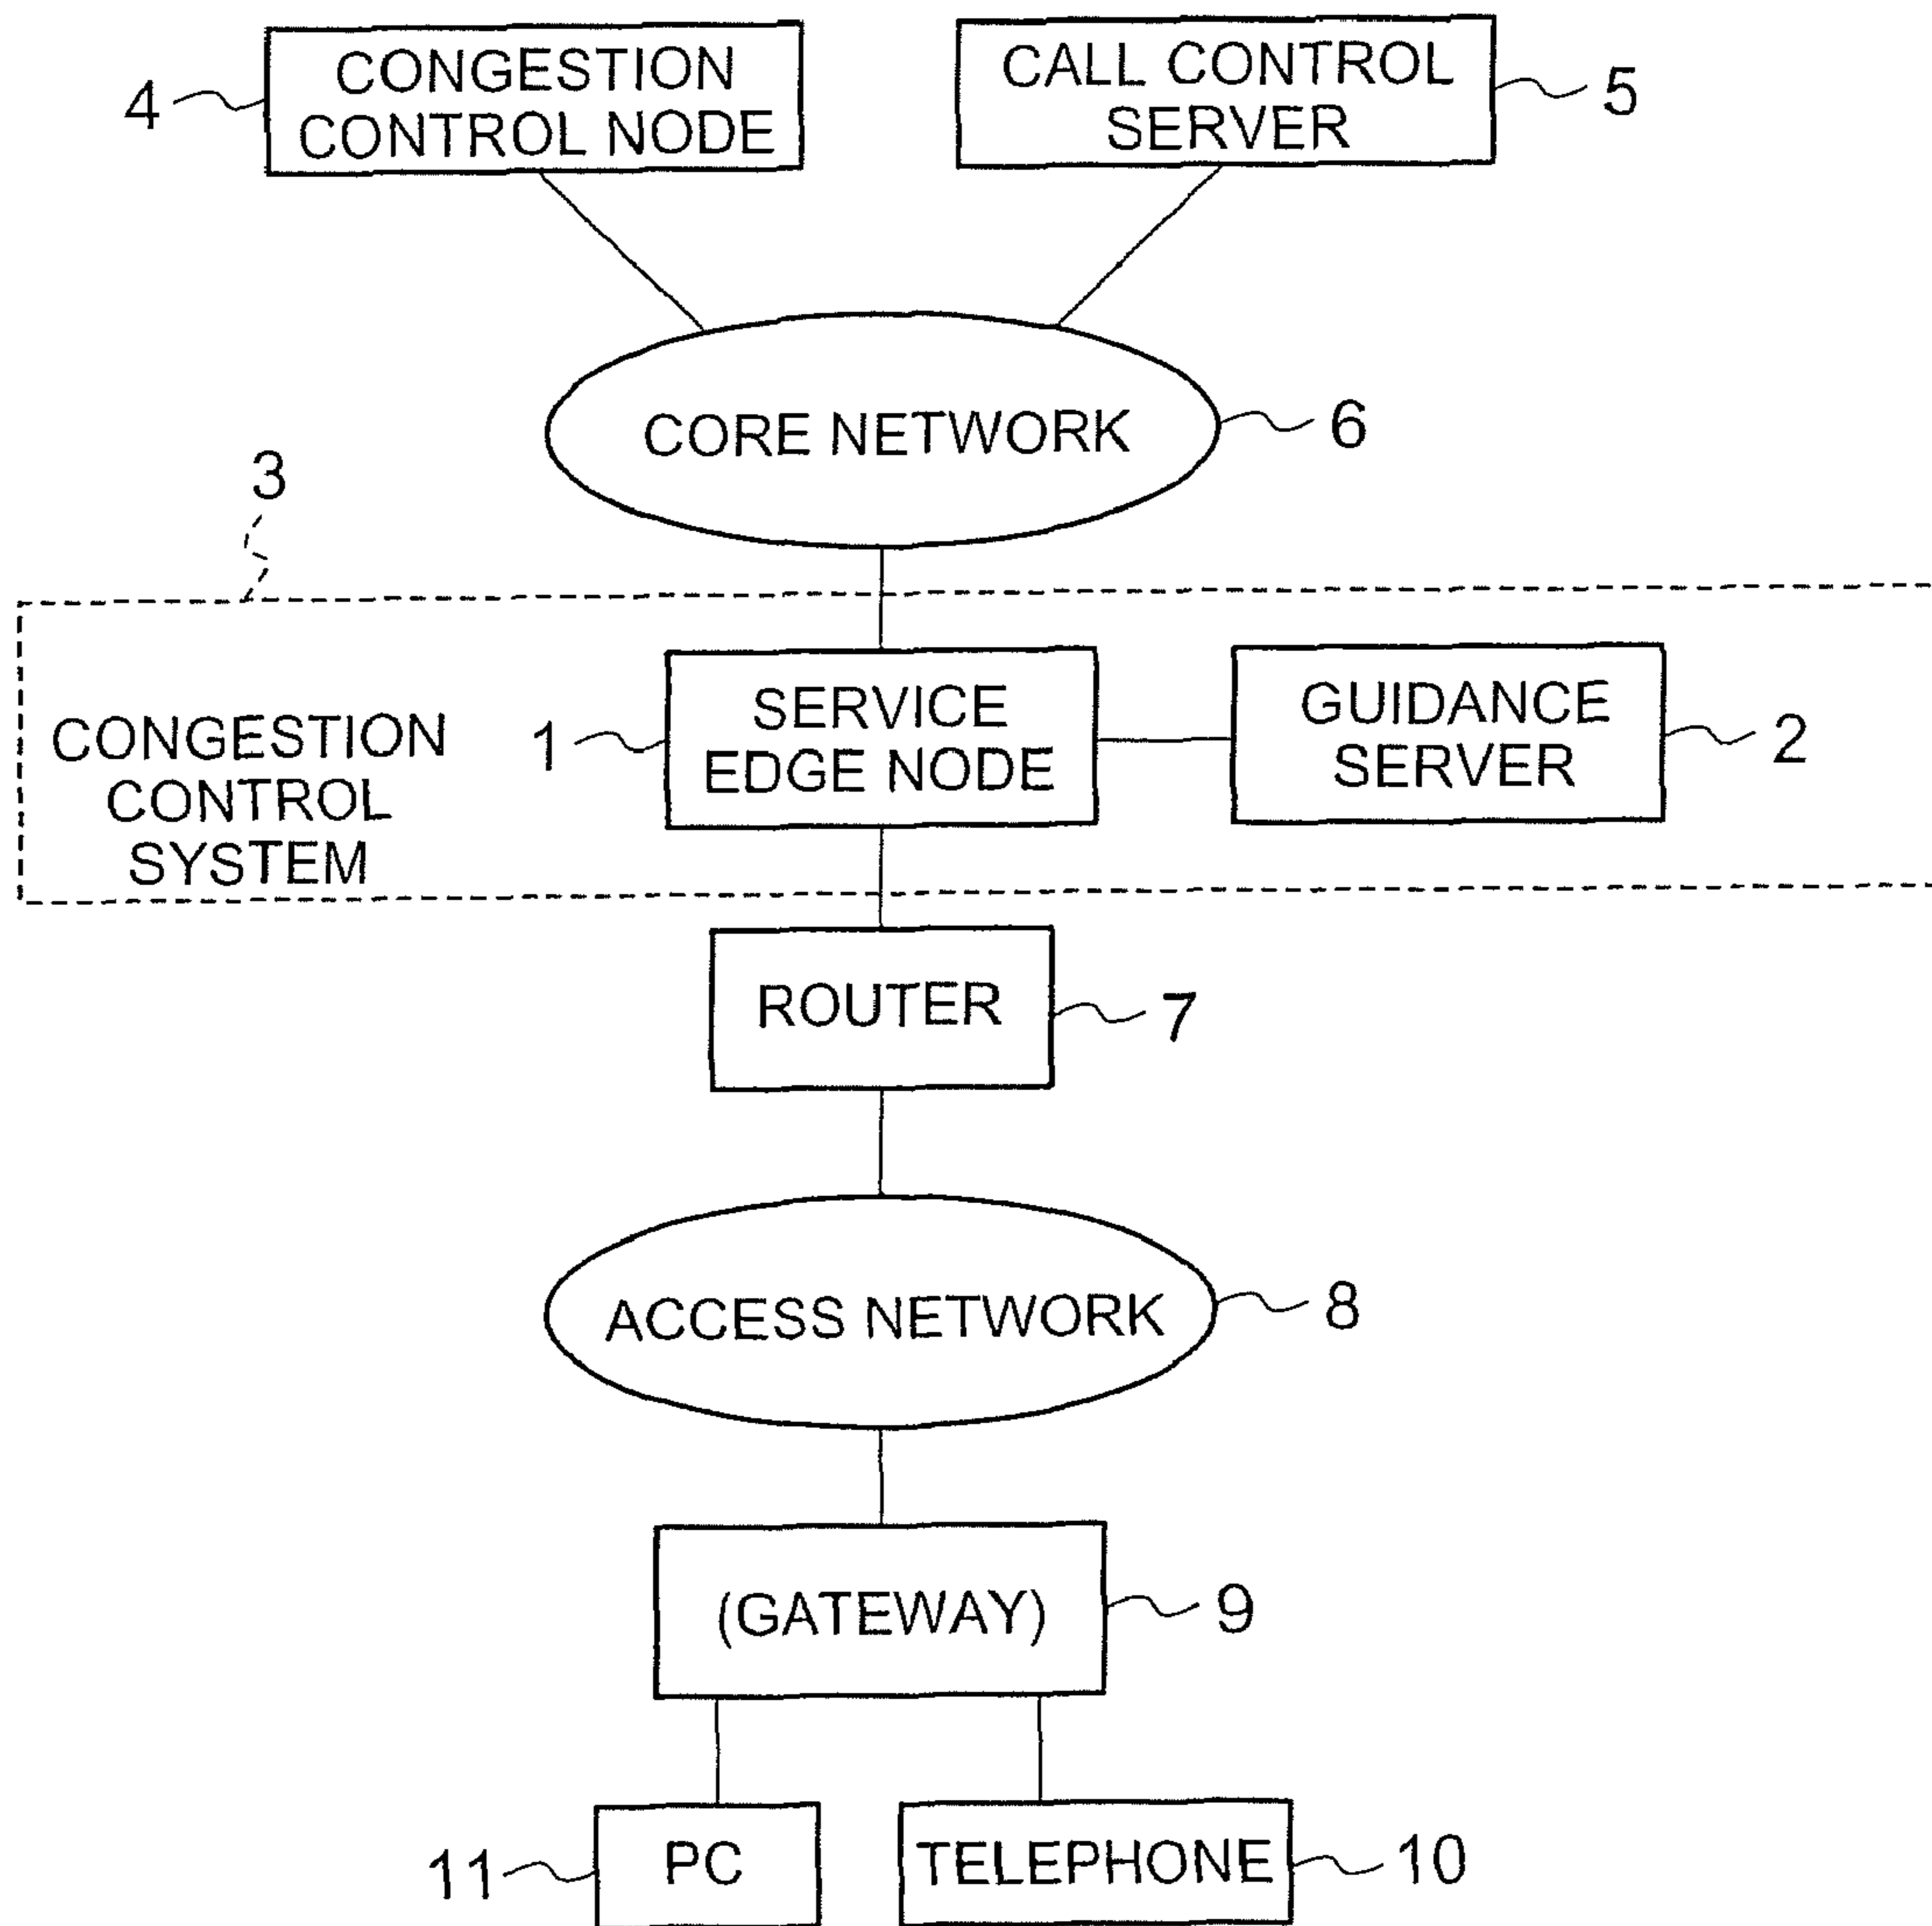 CONGESTION
CONTROL NODE
4
CALL CONTROL
SERVER
5
CORE NETWORK
6
3
CONGESTION
CONTROL
SYSTEM
1
SERVICE
EDGE NODE
GUIDANCE
SERVER
2
ROUTER
7
ACCESS NETWORK
8
(GATEWAY)
9
11
PC
TELEPHONE
10